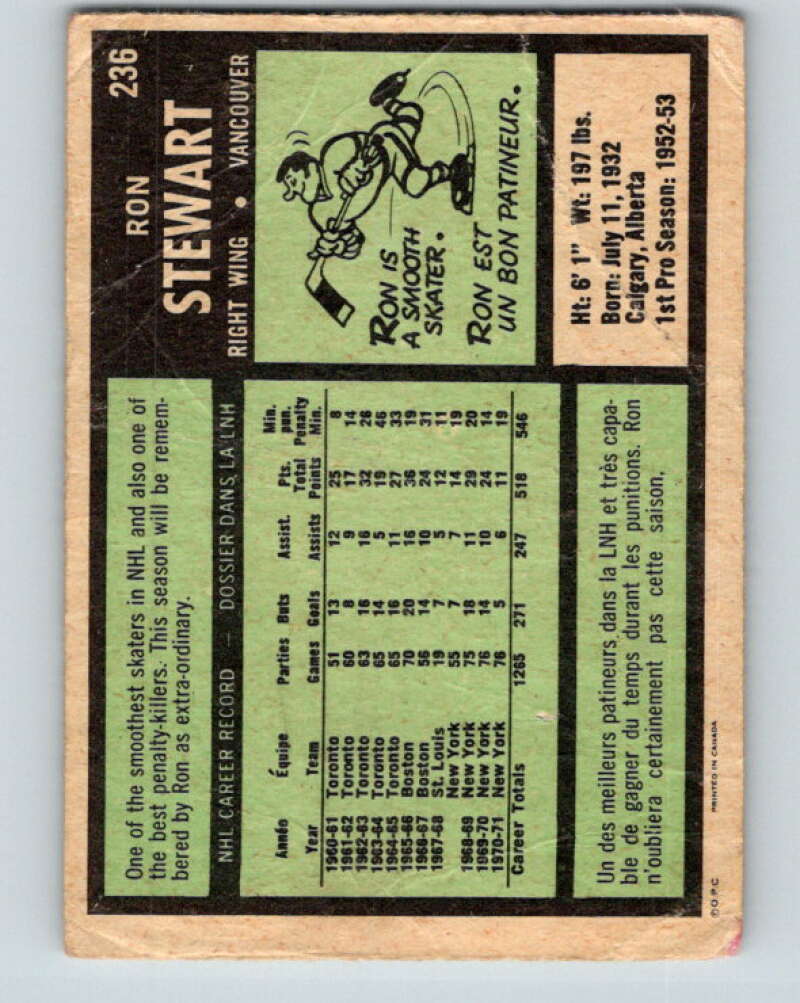 236
RON
STEWART
RIGHT WING • VANCOUVER
One of the smoothest skaters in NHL and also one of
the best penalty-killers. This season will be remem-
bered by Ron as extra-ordinary.
RON IS
A SMOOTH
SKATER.
RON EST
UN BON PATINEUR.
NHL CAREER RECORD — DOSSIER DANS LA LNH
Année Équipe Parties Buts Assist. Pts. Min. pun.
Year Team Games Goals Assists Total Points Penalty Min.
1960-61 Toronto 51 13 12 25 8
1961-62 Toronto 60 8 9 17 14
1962-63 Toronto 63 16 16 32 26
1963-64 Toronto 65 14 5 19 46
1964-65 Toronto 65 16 11 27 33
1965-66 Boston 70 20 16 36 19
1966-67 Boston 56 14 10 24 31
1967-68 St. Louis 19 7 5 12 11
New York 55 7 7 14 19
1968-69 New York 75 18 11 29 20
1969-70 New York 76 14 10 24 14
1970-71 New York 76 5 6 11 19
Career Totals 1265 271 247 518 546
Ht: 6' 1" Wt: 197 lbs.
Born: July 11, 1932
Calgary, Alberta
1st Pro Season: 1952-53
Un des meilleurs patineurs dans la LNH et très capa-
ble de gagner du temps durant les punitions. Ron
n'oubliera certainement pas cette saison,
©O.P.C
PRINTED IN CANADA